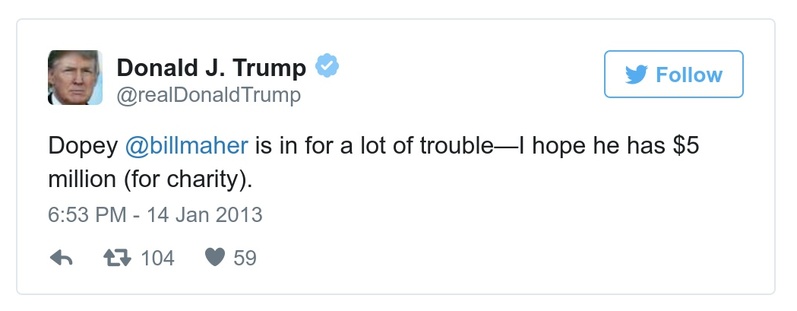 Donald J. Trump
@realDonaldTrump
Follow
Dopey @billmaher is in for a lot of trouble—I hope he has $5
million (for charity).
6:53 PM - 14 Jan 2013
104 59